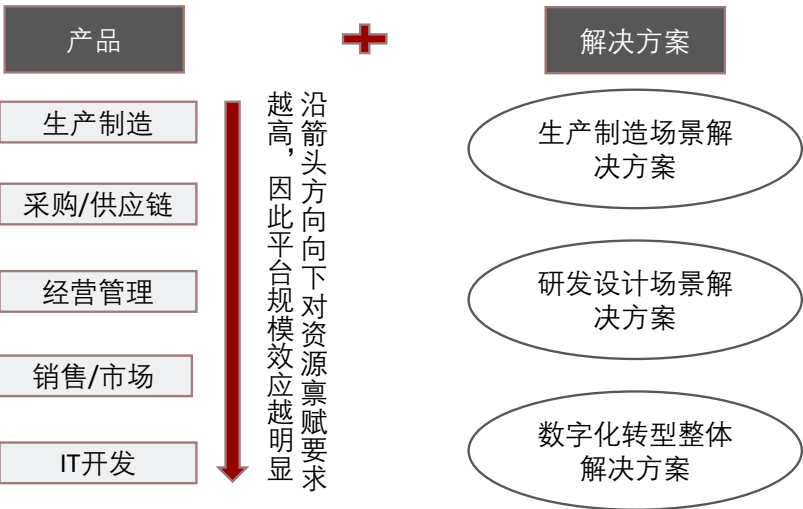 产品
解决方案
生产制造
采购/供应链
经营管理
销售/市场
IT开发
沿箭头方向向下对资源禀赋要求
越高，因此平台规模效应越明显
生产制造场景解
决方案
研发设计场景解
决方案
数字化转型整体
解决方案